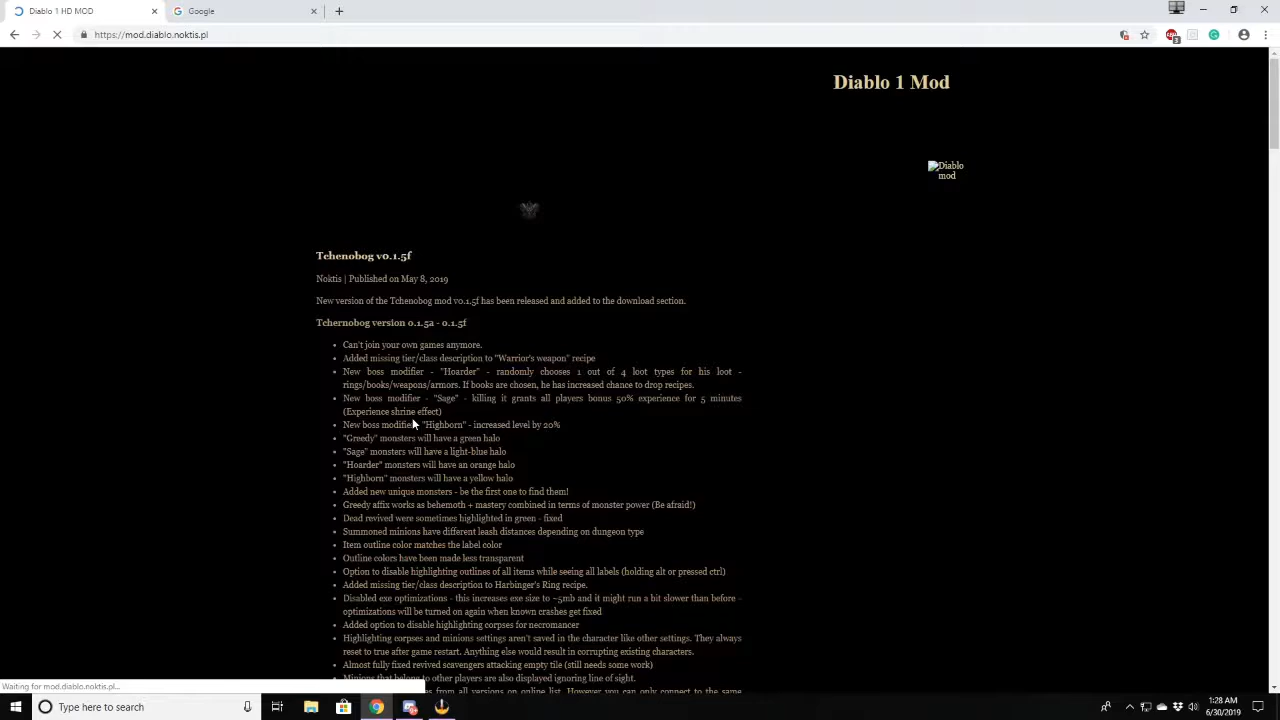 Diablo 1 HD MOD
Google
https://mod.diablo.noktis.pl
3
Diablo 1 Mod
Diablo
mod
Tchenobog v0.1.5f
Noktis | Published on May 8, 2019
New version of the Tchenobog mod v0.1.5f has been released and added to the download section.
Tchernobog version 0.1.5a - 0.1.5f
Can't join your own games anymore.
Added missing tier/class description to "Warrior's weapon" recipe
New boss modifier - "Hoarder" - randomly chooses 1 out of 4 loot types for his loot -
rings/books/weapons/armors. If books are chosen, he has increased chance to drop recipes.
New boss modifier - "Sage" - killing it grants all players bonus 50% experience for 5 minutes
(Experience shrine effect)
New boss modifier "Highborn" - increased level by 20%
"Greedy" monsters will have a green halo
"Sage" monsters will have a light-blue halo
"Hoarder" monsters will have an orange halo
"Highborn" monsters will have a yellow halo
Added new unique monsters - be the first one to find them!
Greedy affix works as behemoth + mastery combined in terms of monster power (Be afraid!)
Dead revived were sometimes highlighted in green - fixed
Summoned minions have different leash distances depending on dungeon type
Item outline color matches the label color
Outline colors have been made less transparent
Option to disable highlighting outlines of all items while seeing all labels (holding alt or pressed ctrl)
Added missing tier/class description to Harbinger's Ring recipe.
Disabled exe optimizations - this increases exe size to ~5mb and it might run a bit slower than before -
optimizations will be turned on again when known crashes get fixed
Added option to disable highlighting corpses for necromancer
Highlighting corpses and minions settings aren't saved in the character like other settings. They always
reset to true after game restart. Anything else would result in corrupting existing characters.
Almost fully fixed revived scavengers attacking empty tile (still needs some work)
Minions that belong to other players are also displayed ignoring line of sight.
from all versions on online list. However you can only connect to the same
Waiting for mod.diablo.noktis.pl...
Type here to search
1:28 AM
6/30/2019